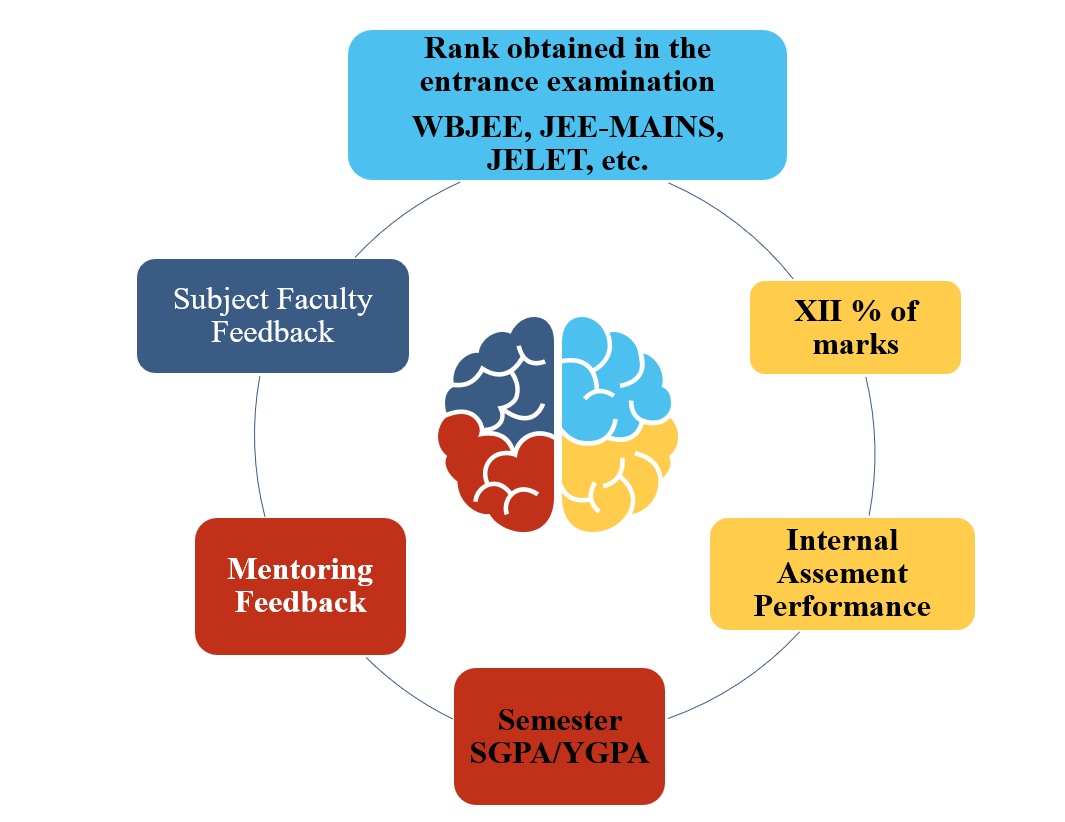 Rank obtained in the
entrance examination
WBJEE, JEE-MAINS,
JELET, etc.
Subject Faculty
Feedback
XII % of
marks
Mentoring
Feedback
Internal
Assement
Performance
Semester
SGPA/YGPA